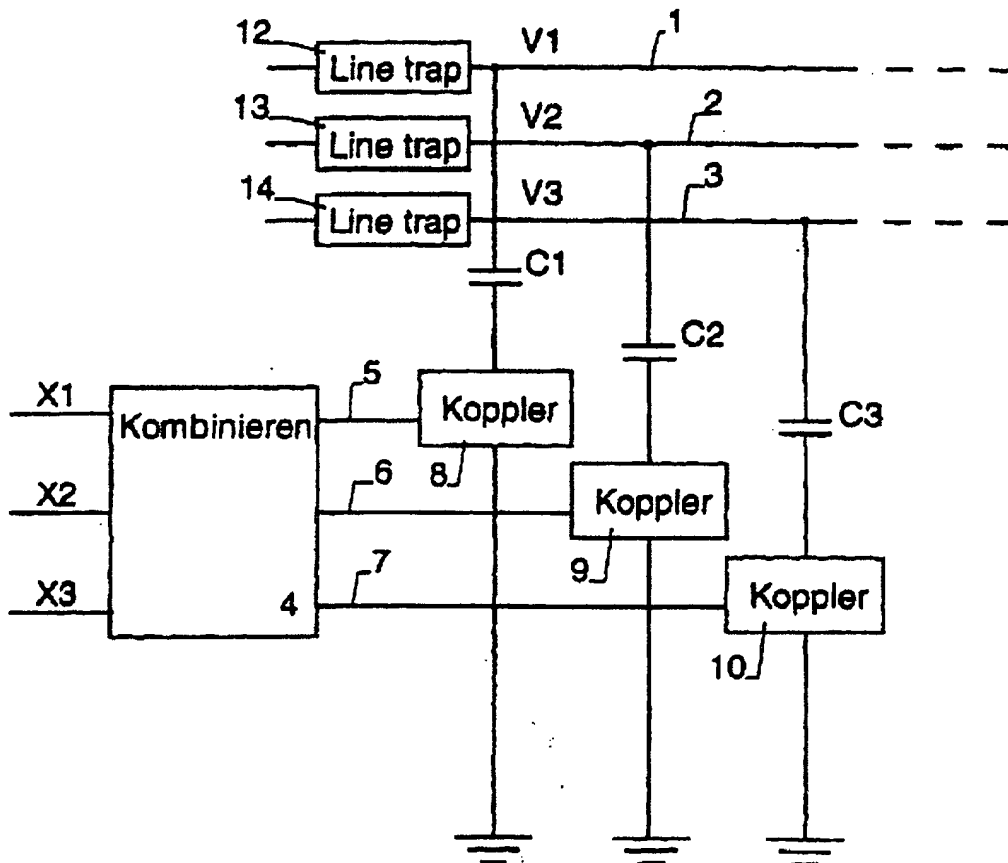 12 Line trap V1 1
13 Line trap V2 2
14 Line trap V3 3
C1
C2
C3
X1 Kombinieren 5 Koppler 8
X2 6 Koppler 9
X3 4 7 Koppler 10